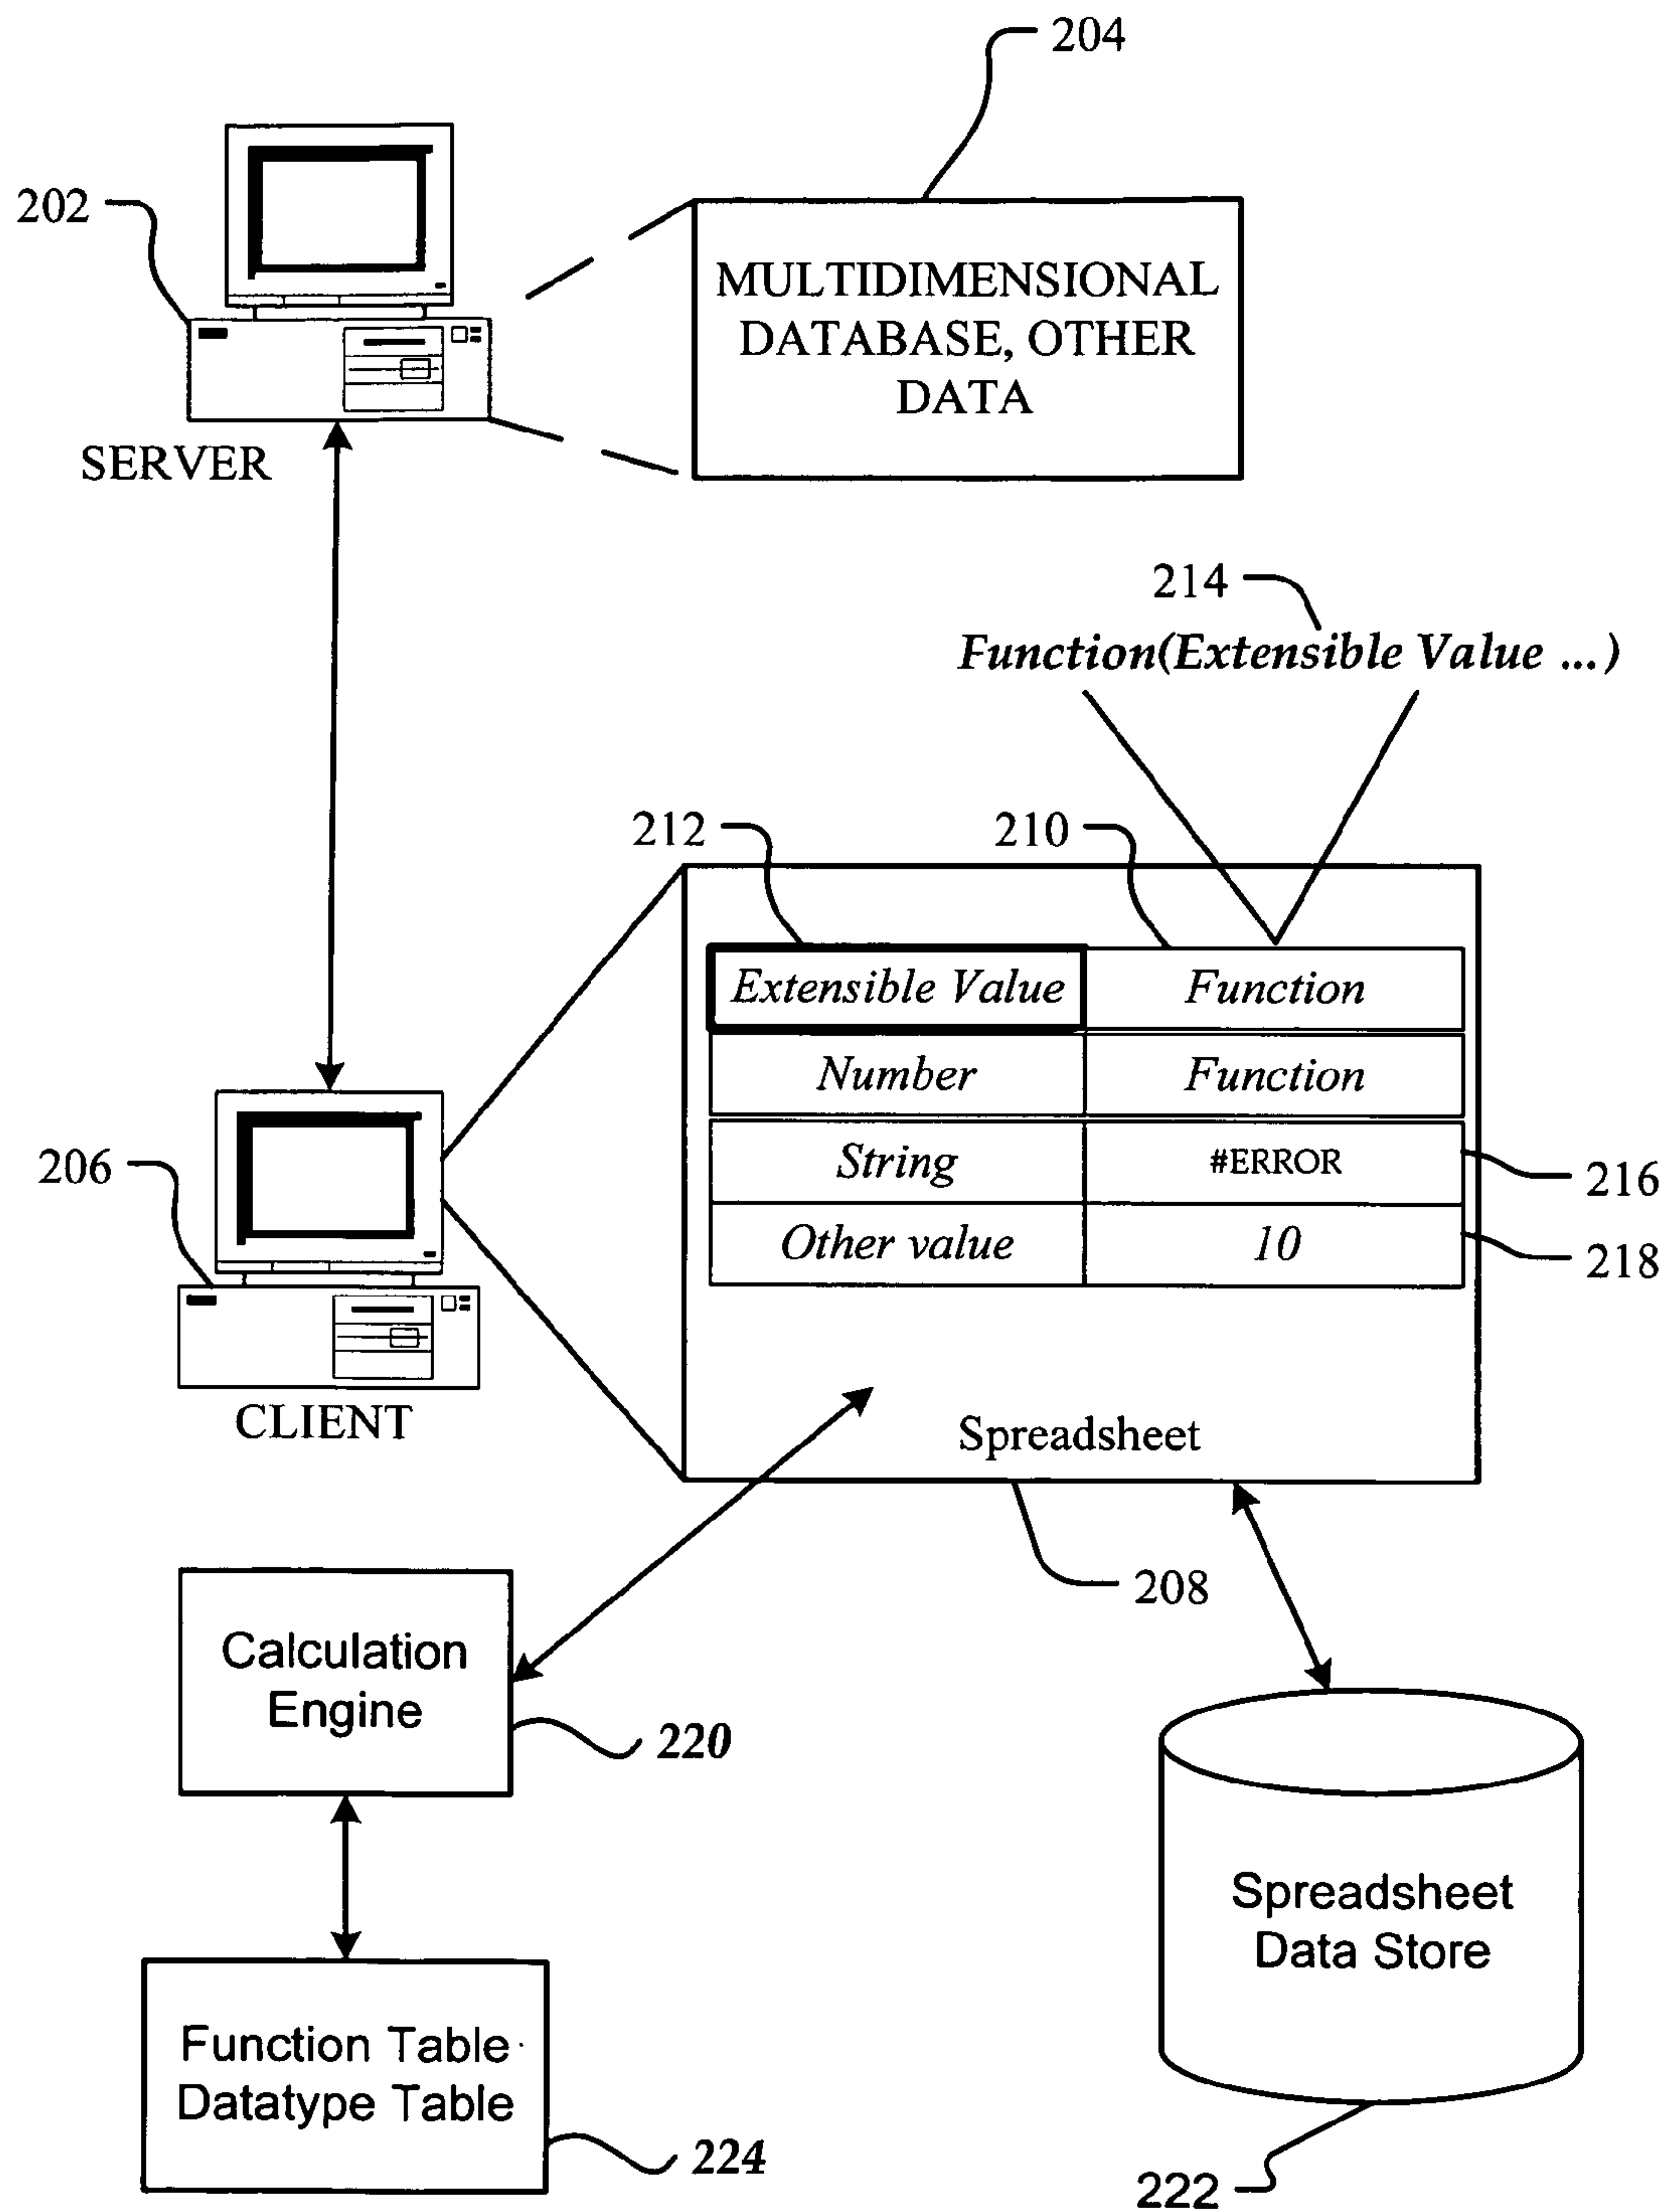 204
202
MULTIDIMENSIONAL
DATABASE, OTHER
DATA
SERVER
214
Function(Extensible Value ...)
212
210
Extensible Value
Function
Number
Function
String
#ERROR
216
206
Other value
10
218
CLIENT
Spreadsheet
208
Calculation
Engine
220
Spreadsheet
Data Store
Function Table
Datatype Table
224
222